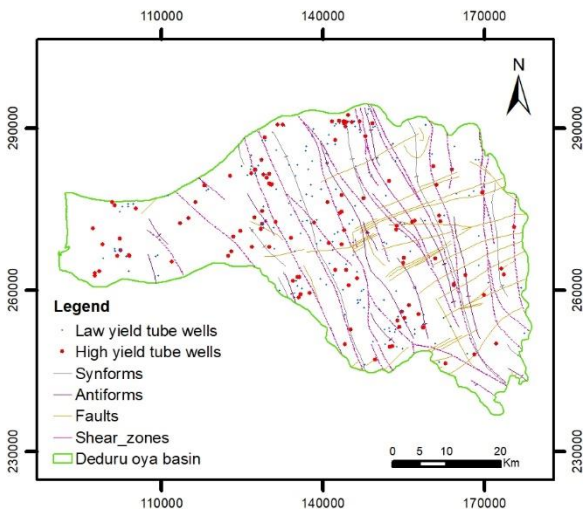 110000 140000 170000
N
290000 290000
260000 260000
Legend
Law yield tube wells
High yield tube wells
Synforms
Antiforms
Faults
Shear_zones
Deduru oya basin
230000 230000
0 5 10 20
Km
110000 140000 170000